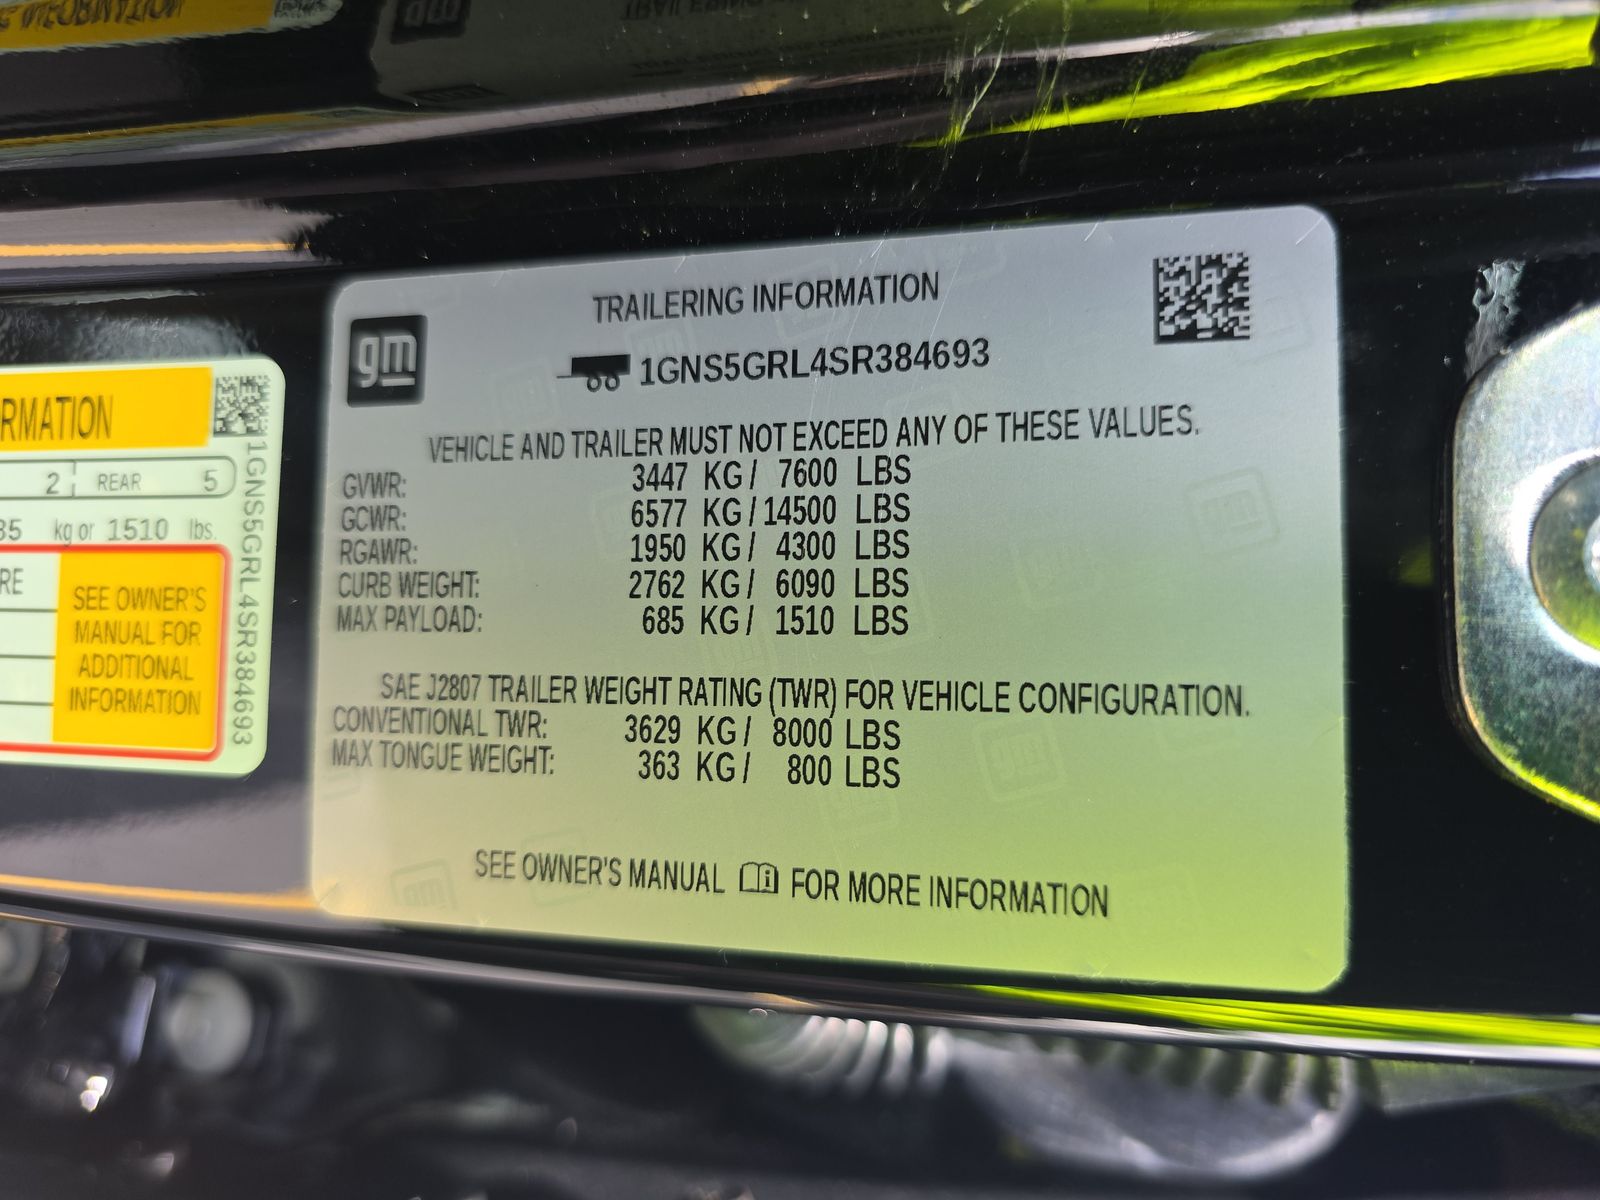 TRAILERING INFORMATION
gm
1GNS5GRL4SR384693
VEHICLE AND TRAILER MUST NOT EXCEED ANY OF THESE VALUES.
GVWR: 3447 KG / 7600 LBS
GCWR: 6577 KG / 14500 LBS
RGAWR: 1950 KG / 4300 LBS
CURB WEIGHT: 2762 KG / 6090 LBS
MAX PAYLOAD: 685 KG / 1510 LBS
SAE J2807 TRAILER WEIGHT RATING (TWR) FOR VEHICLE CONFIGURATION.
CONVENTIONAL TWR: 3629 KG / 8000 LBS
MAX TONGUE WEIGHT: 363 KG / 800 LBS
SEE OWNER'S MANUAL FOR MORE INFORMATION
RMATION
2 REAR 5
85 kg or 1510 lbs.
RE
SEE OWNER'S
MANUAL FOR
ADDITIONAL
INFORMATION
1GNS5GRL4SR384693